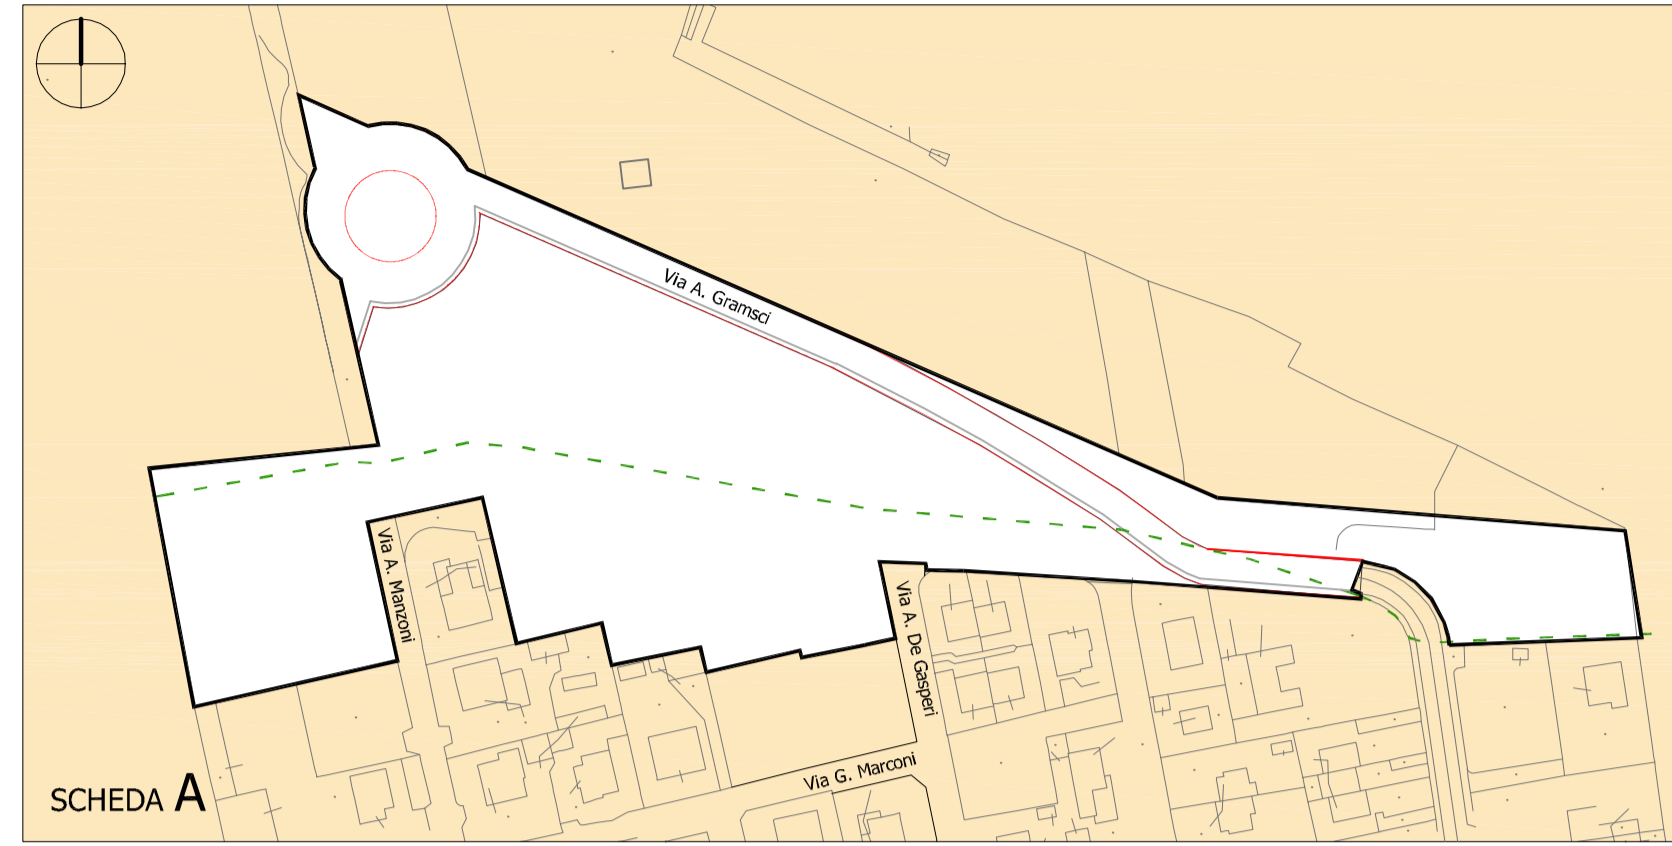 Via A. Gramsci
Via A. Manzoni
Via A. De Gasperi
Via G. Marconi
SCHEDA A